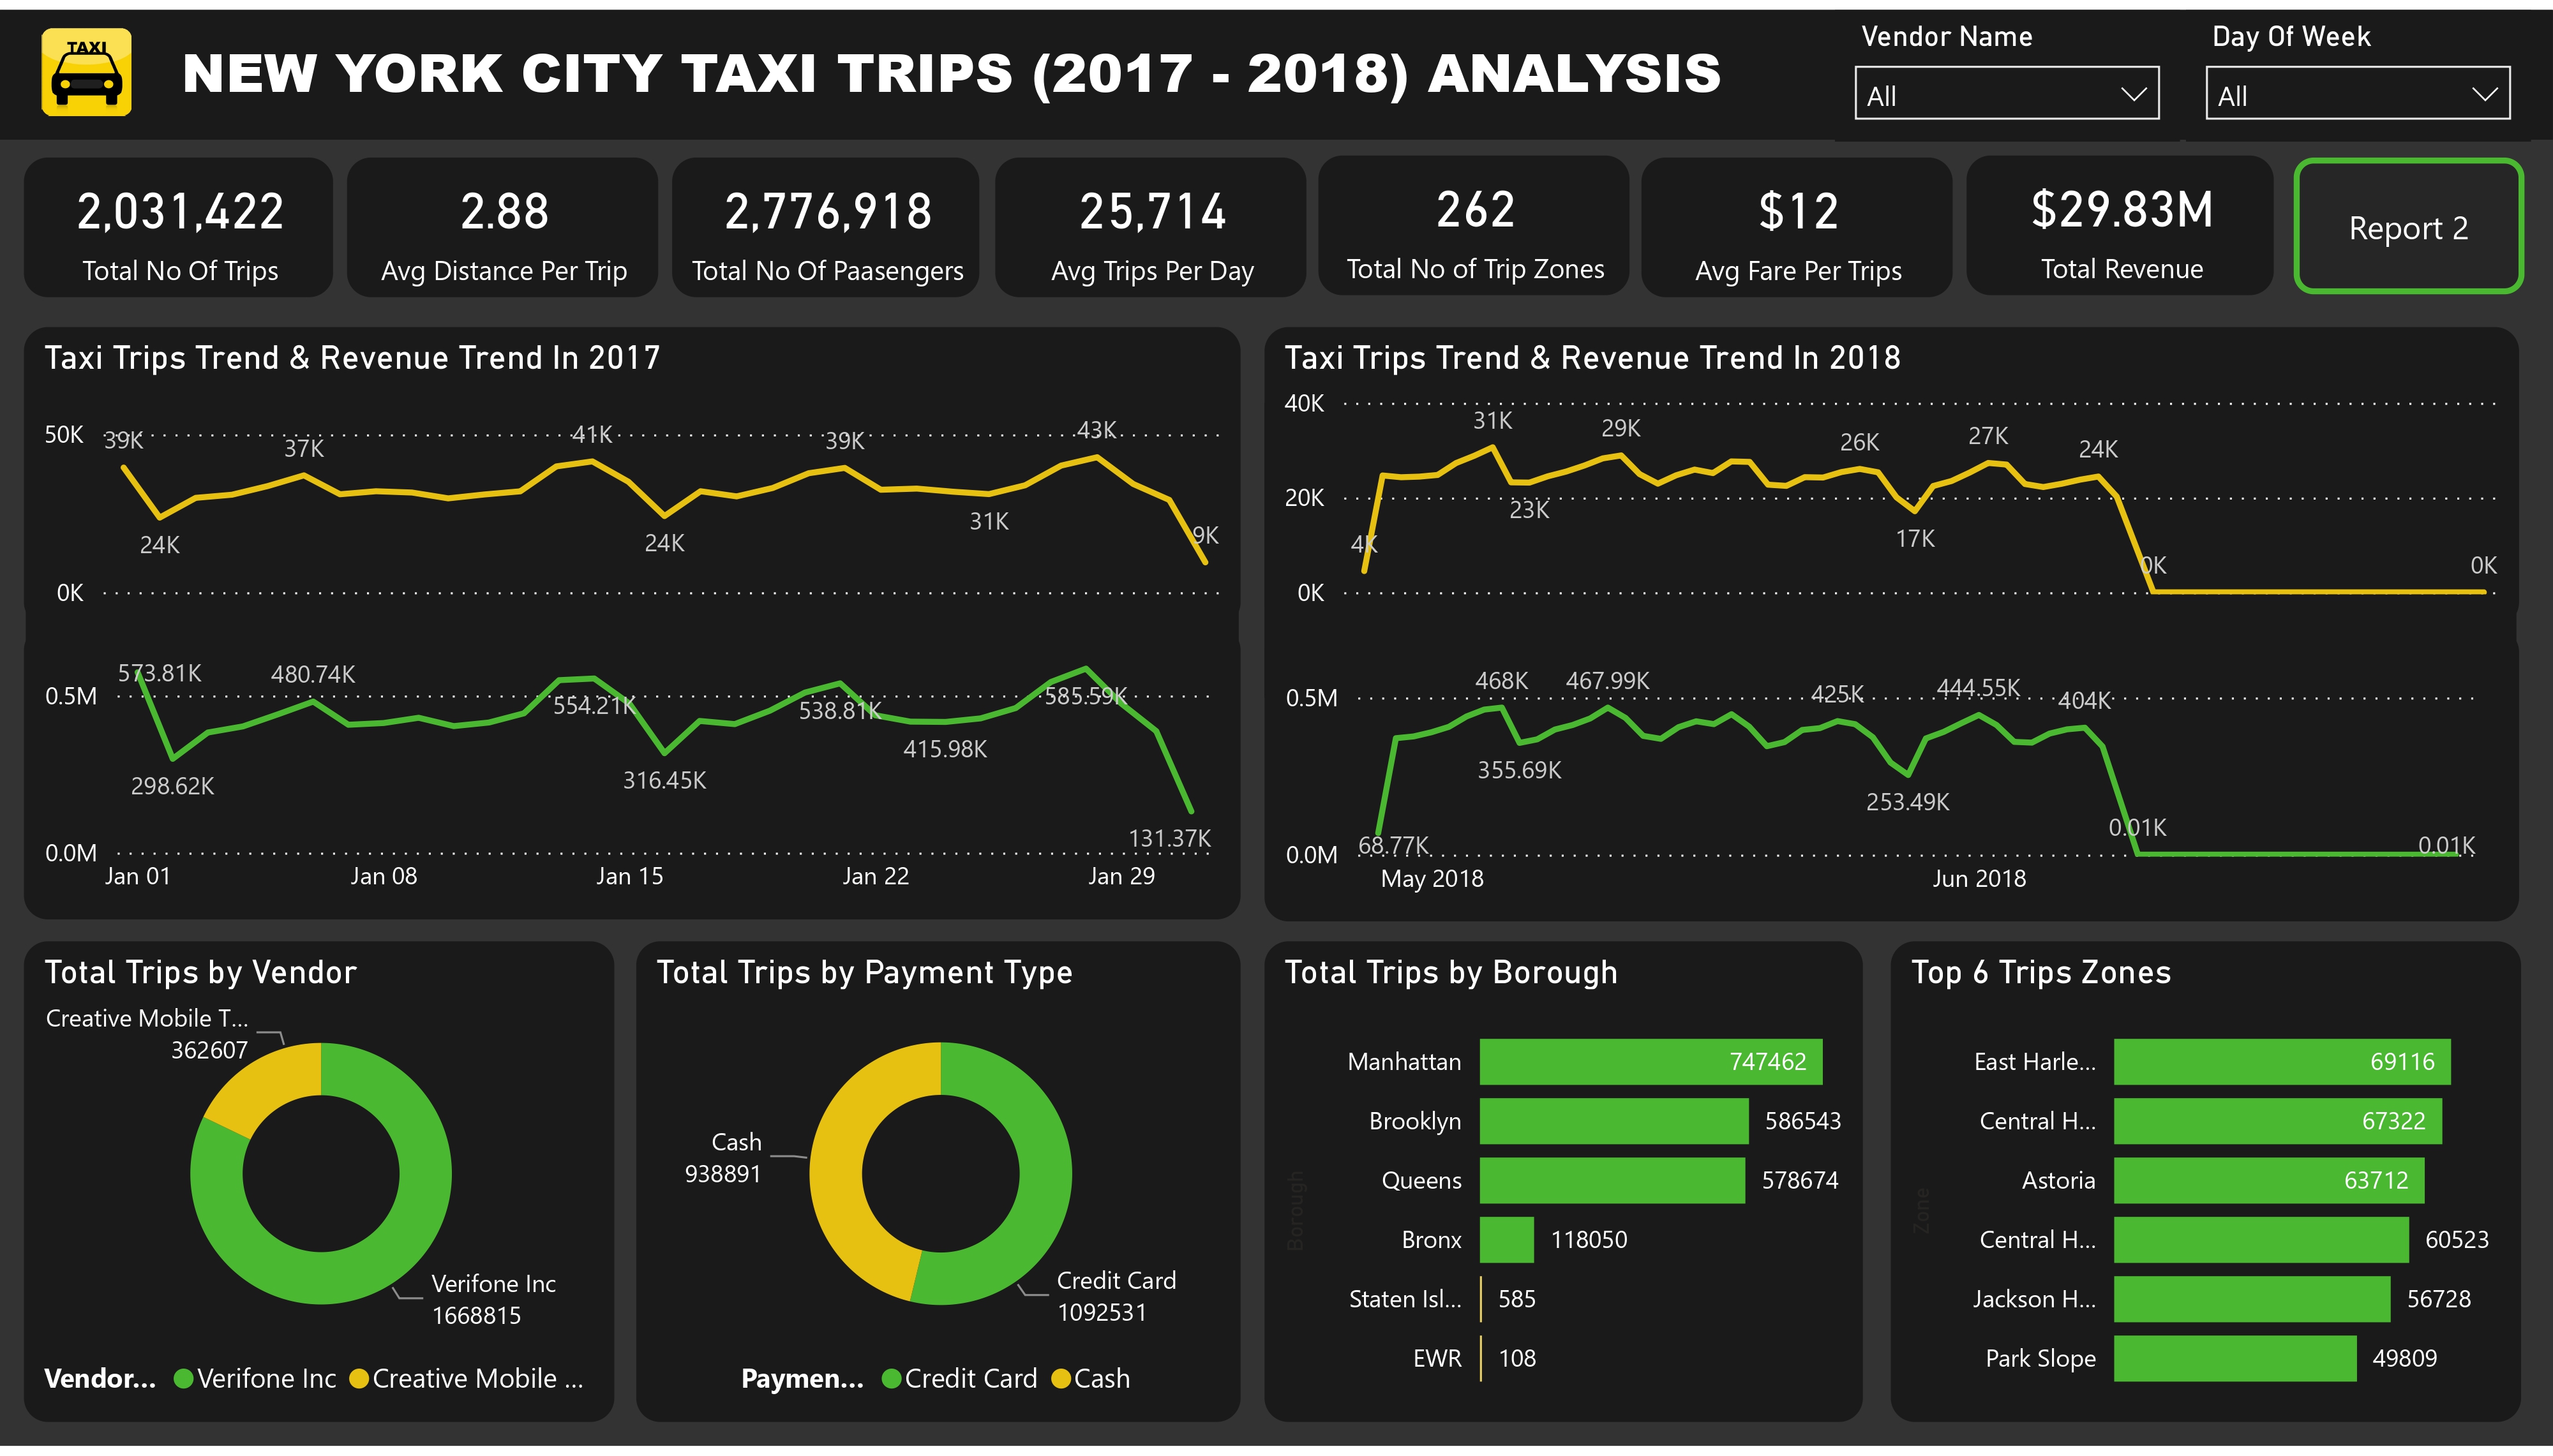 TAXI
NEW YORK CITY TAXI TRIPS (2017 - 2018) ANALYSIS
Vendor Name
All
Day Of Week
All
2,031,422
Total No Of Trips
2.88
Avg Distance Per Trip
2,776,918
Total No Of Paasengers
25,714
Avg Trips Per Day
262
Total No of Trip Zones
$12
Avg Fare Per Trips
$29.83M
Total Revenue
Report 2
Taxi Trips Trend & Revenue Trend In 2017
50K
0K
39K
24K
37K
41K
24K
39K
31K
43K
9K
0.5M
0.0M
573.81K
298.62K
480.74K
554.21K
316.45K
538.81K
415.98K
585.59K
131.37K
Jan 01
Jan 08
Jan 15
Jan 22
Jan 29
Taxi Trips Trend & Revenue Trend In 2018
40K
20K
0K
4K
31K
23K
29K
26K
17K
27K
24K
0K
0K
0.5M
0.0M
68.77K
468K
355.69K
467.99K
425K
253.49K
444.55K
404K
0.01K
0.01K
May 2018
Jun 2018
Total Trips by Vendor
Creative Mobile T...
362607
Verifone Inc
1668815
Vendor... Verifone Inc Creative Mobile ...
Total Trips by Payment Type
Cash
938891
Credit Card
1092531
Paymen... Credit Card Cash
Total Trips by Borough
Borough
Manhattan 747462
Brooklyn 586543
Queens 578674
Bronx 118050
Staten Isl... 585
EWR 108
Top 6 Trips Zones
Zone
East Harle... 69116
Central H... 67322
Astoria 63712
Central H... 60523
Jackson H... 56728
Park Slope 49809